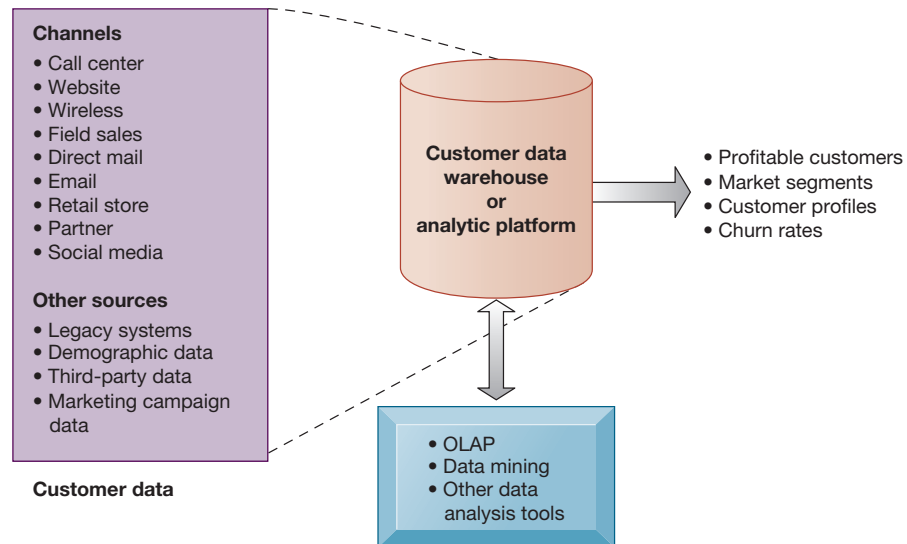 Channels
• Call center
• Website
• Wireless
• Field sales
• Direct mail
• Email
• Retail store
• Partner
• Social media
Other sources
• Legacy systems
• Demographic data
• Third-party data
• Marketing campaign
data
Customer data
Customer data
warehouse
or
analytic platform
• Profitable customers
• Market segments
• Customer profiles
• Churn rates
• OLAP
• Data mining
• Other data
analysis tools